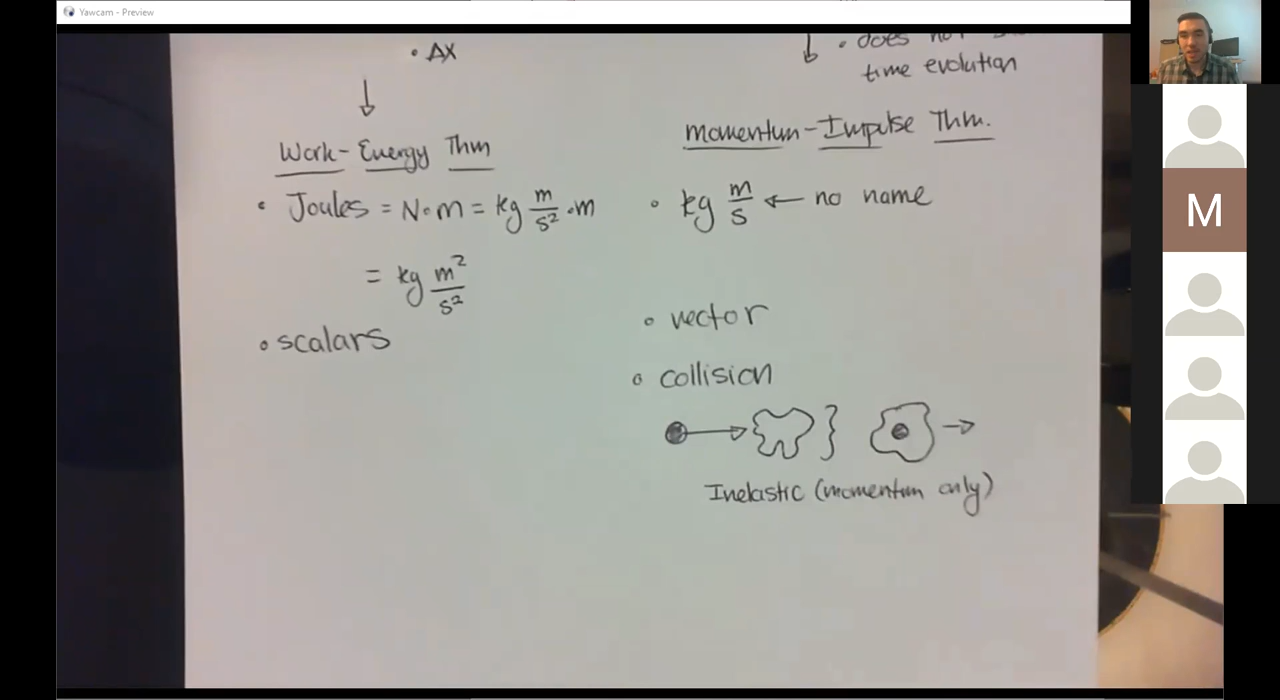 Yawcam - Preview
• ΔX
↓
Work-Energy Thm
• Joules = N·m = kg m/s² · m
= kg m²/s²
• scalars
↓ • does
time evolution
Momentum-Impulse Thm.
• kg m/s ← no name
• vector
• collision
Inelastic (momentum only)
M